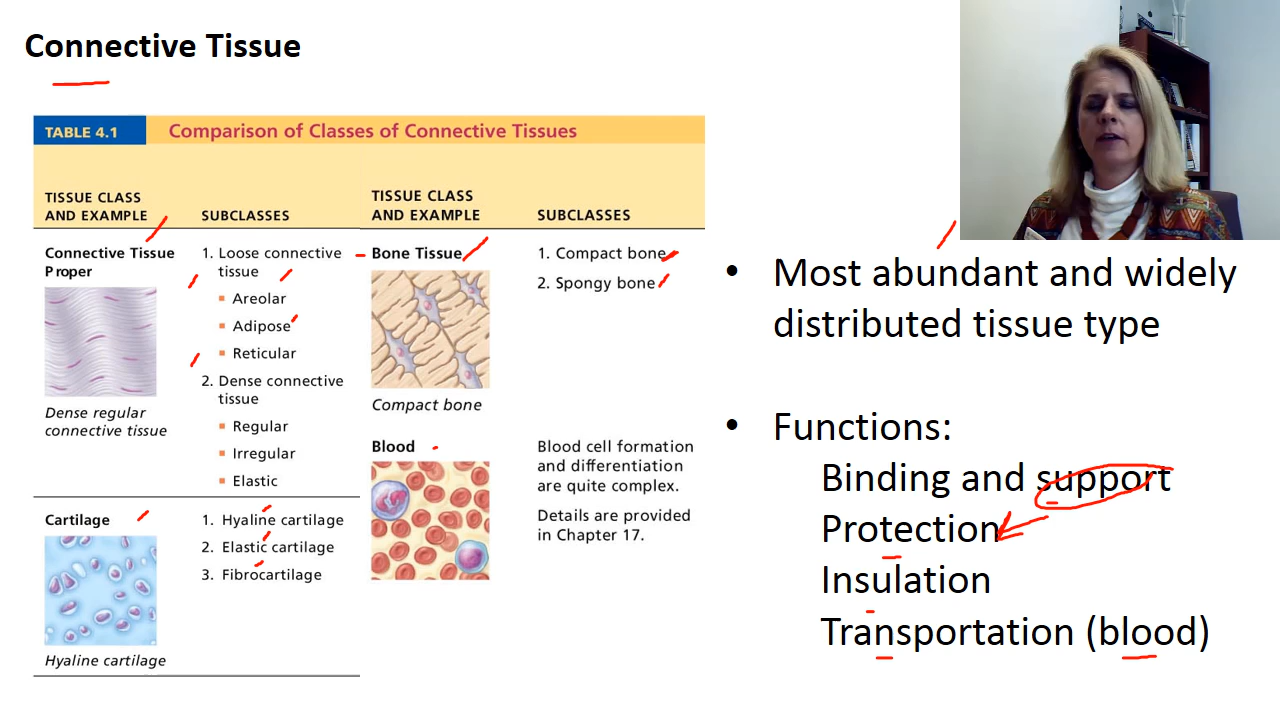 Connective Tissue
TABLE 4.1 Comparison of Classes of Connective Tissues
TISSUE CLASS
AND EXAMPLE
SUBCLASSES
TISSUE CLASS
AND EXAMPLE
SUBCLASSES
Connective Tissue
Proper
Dense regular
connective tissue
1. Loose connective
tissue
▪ Areolar
▪ Adipose
▪ Reticular
2. Dense connective
tissue
▪ Regular
▪ Irregular
▪ Elastic
Cartilage
Hyaline cartilage
1. Hyaline cartilage
2. Elastic cartilage
3. Fibrocartilage
Bone Tissue
Compact bone
1. Compact bone
2. Spongy bone
Blood
Blood cell formation
and differentiation
are quite complex.
Details are provided
in Chapter 17.
• Most abundant and widely
distributed tissue type
• Functions:
Binding and support
Protection
Insulation
Transportation (blood)